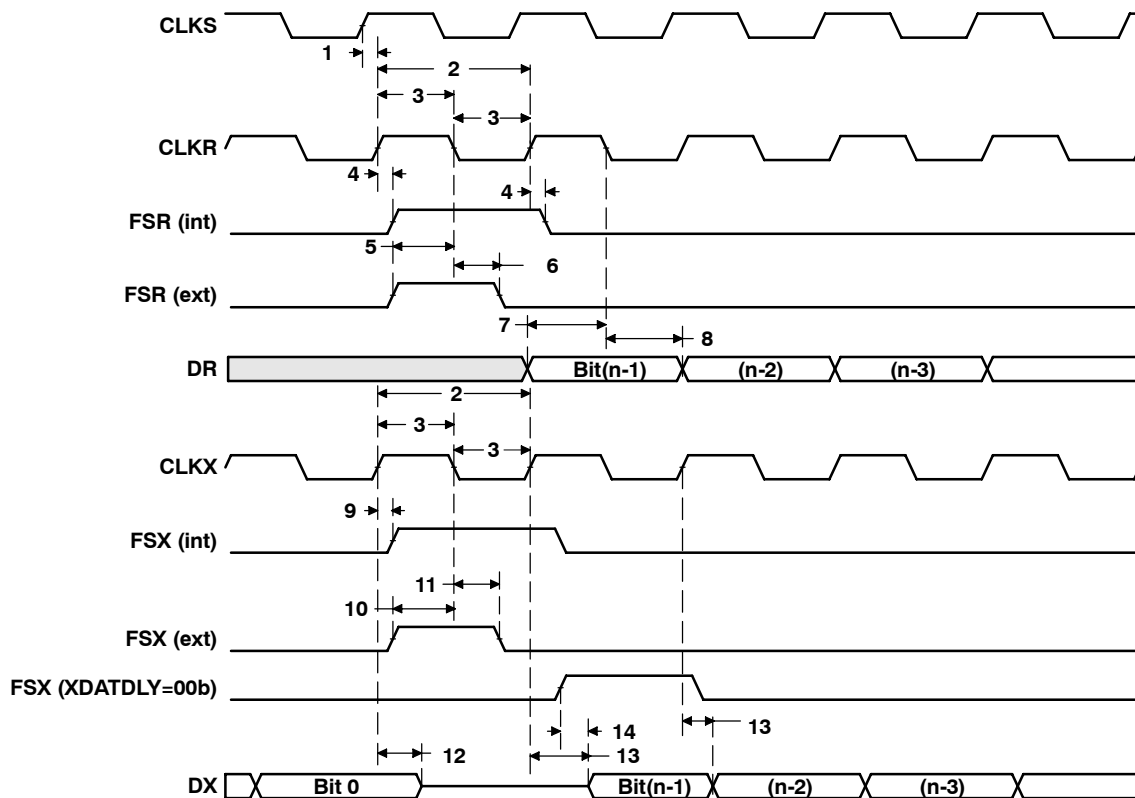 CLKS
1
2
3
3
CLKR
4
4
FSR (int)
5
6
FSR (ext)
7
8
DR
Bit(n-1)
(n-2)
(n-3)
2
3
3
CLKX
9
FSX (int)
11
10
FSX (ext)
FSX (XDATDLY=00b)
14
13
12
13
DX
Bit 0
Bit(n-1)
(n-2)
(n-3)